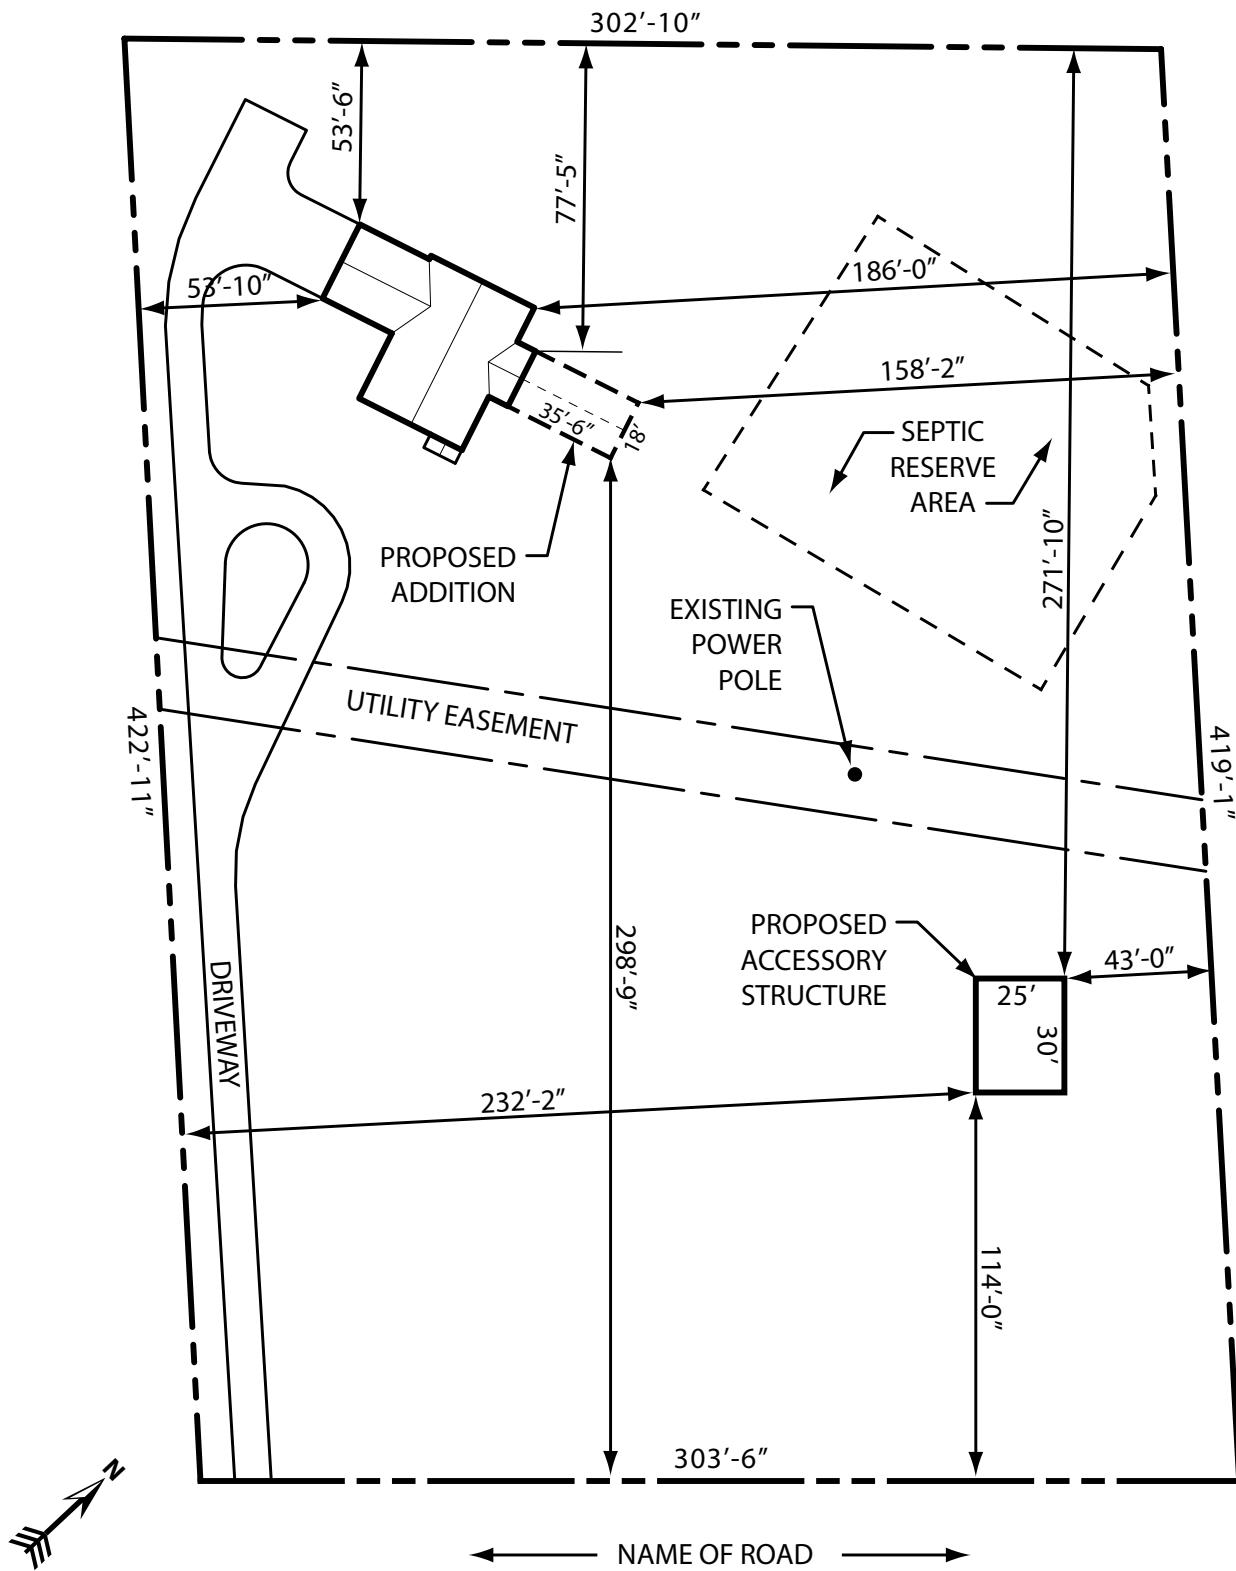 302’-10”
53’-6”
77’-5”
186’-0”
53’-10”
158’-2”
35’-6”
18’
SEPTIC
RESERVE
AREA
271’-10”
PROPOSED
ADDITION
EXISTING
POWER
POLE
UTILITY EASEMENT
422’-11”
419’-1”
PROPOSED
ACCESSORY
STRUCTURE
298’-9”
43’-0”
25’
30’
DRIVEWAY
232’-2”
114’-0”
303’-6”
N
NAME OF ROAD